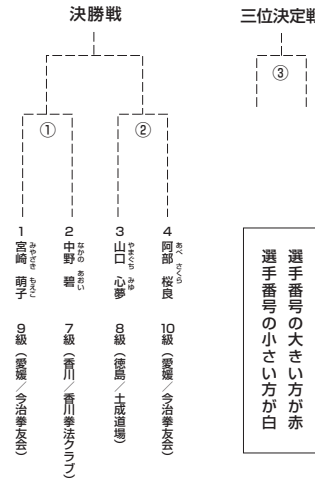 決勝戦
三位決定戦
①
②
③
1 宮崎 萌子 みやざき もえこ 9級（愛媛／今治拳友会）
2 中野 碧 なかの あおい 7級（香川／香川拳法クラブ）
3 山口 心夢 やまぐち みゆ 8級（徳島／土成道場）
4 阿部 桜良 あべ さくら 10級（愛媛／今治拳友会）
選手番号の大きい方が赤
選手番号の小さい方が白